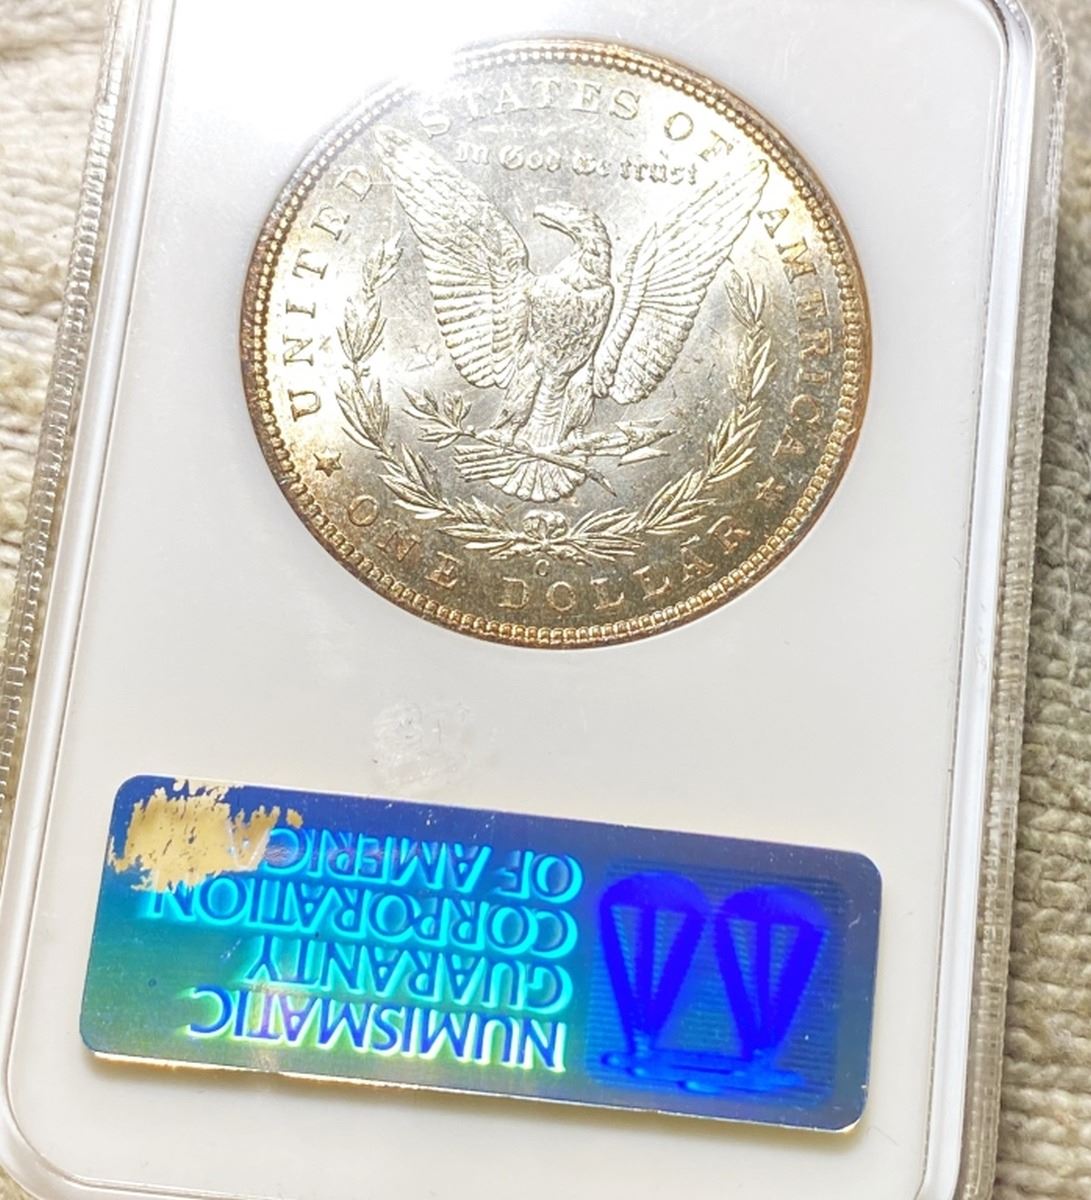 UNITED STATES OF AMERICA
In God We trust
ONE DOLLAR
O
NUMISMATIC
GUARANTY
CORPORATION
OF AMERICA